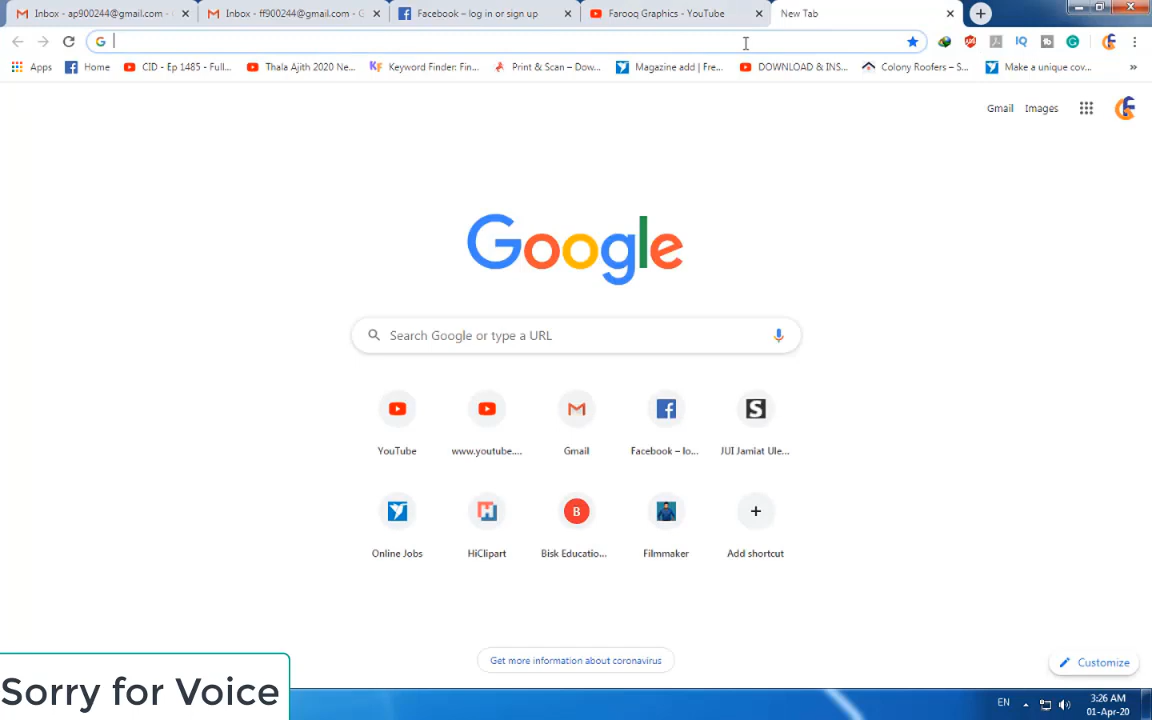 Inbox - ap900244@gmail.com -
Inbox - ff900244@gmail.com - G
Facebook – log in or sign up
Farooq Graphics - YouTube
New Tab
Apps
Home
CID - Ep 1485 - Full...
Thala Ajith 2020 Ne...
Keyword Finder: Fin...
Print & Scan – Dow...
Magazine add | Fre...
DOWNLOAD & INS...
Colony Roofers – S...
Make a unique cov...
Gmail Images
Google
Search Google or type a URL
YouTube
www.youtube....
Gmail
Facebook – lo...
JUI Jamiat Ule...
Online Jobs
HiClipart
Bisk Educatio...
Filmmaker
Add shortcut
Get more information about coronavirus
Customize
Sorry for Voice
EN
3:26 AM
01-Apr-20